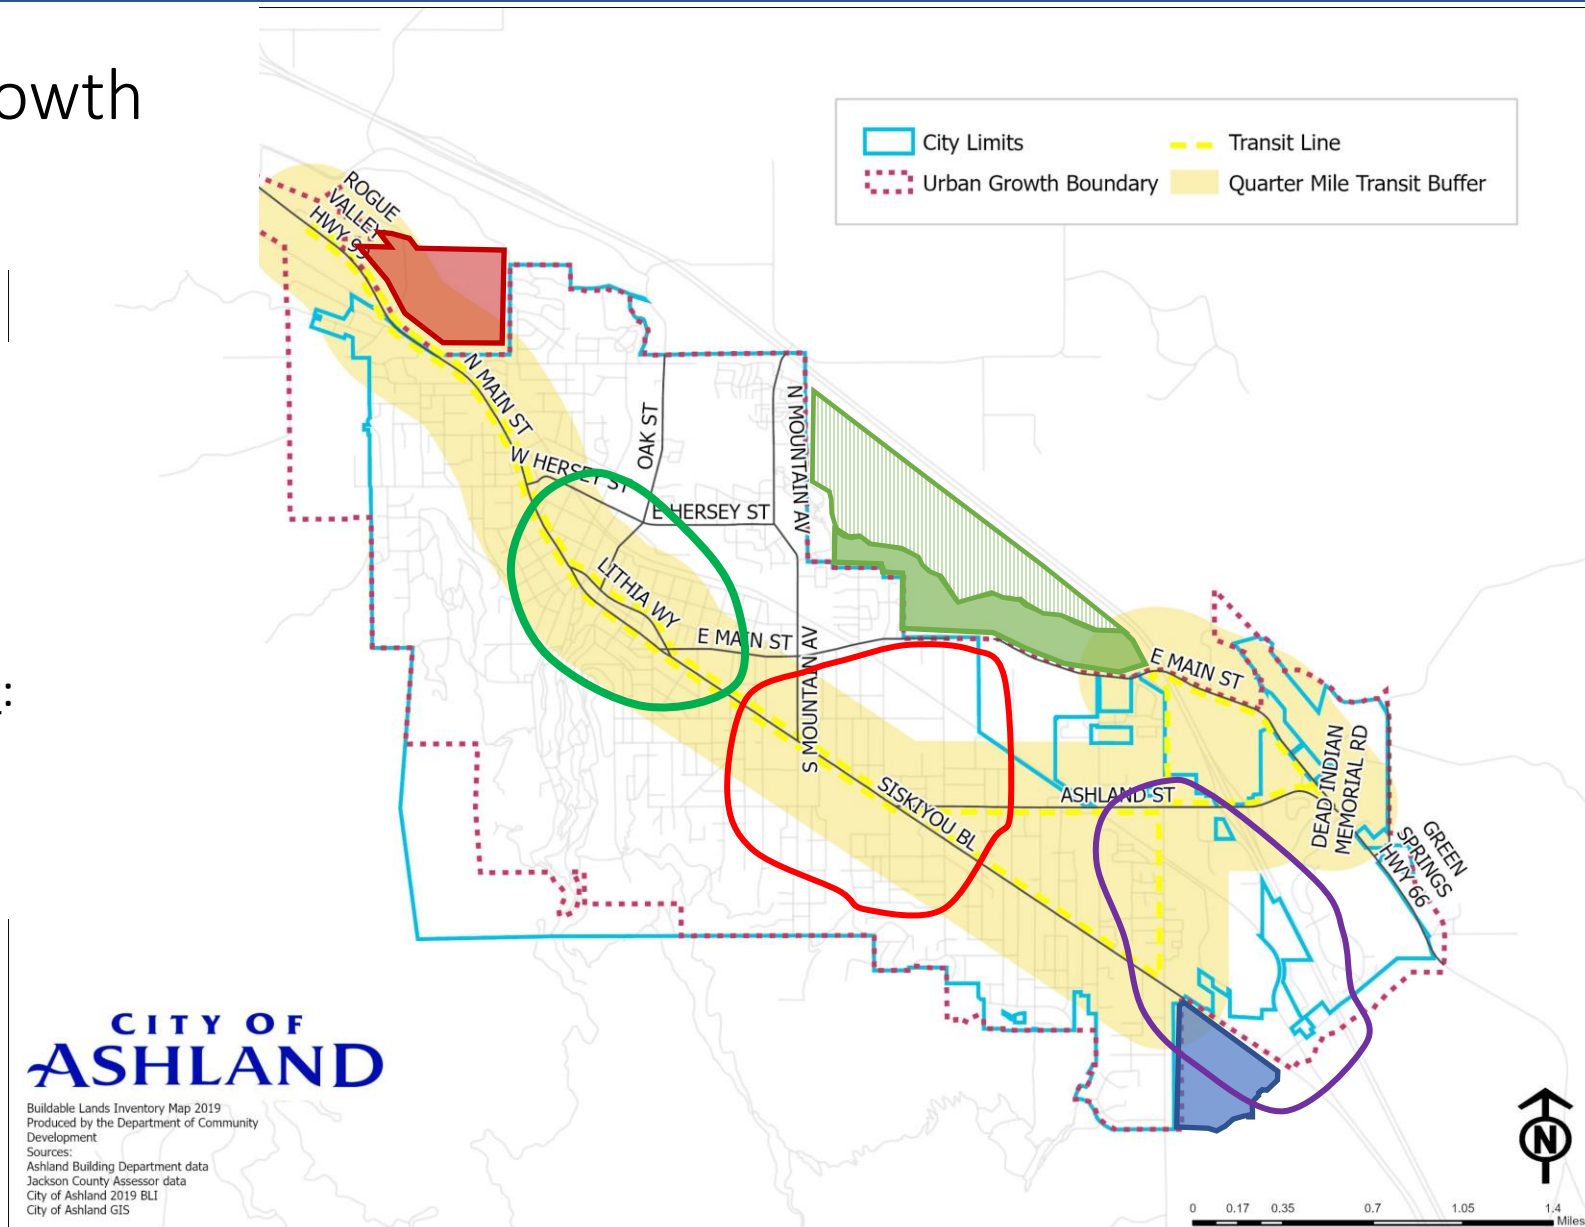 owth
City Limits
Transit Line
Urban Growth Boundary
Quarter Mile Transit Buffer
ROGUE
VALLEY
HWY 99
N MAIN ST
W HERSEY ST
OAK ST
E HERSEY ST
N MOUNTAIN AV
LITHIA WY
E MAIN ST
S MOUNTAIN AV
E MAIN ST
SISKIYOU BL
ASHLAND ST
DEAD INDIAN
MEMORIAL RD
GREEN
SPRINGS
HWY 66
:
CITY OF
ASHLAND
Buildable Lands Inventory Map 2019
Produced by the Department of Community
Development
Sources:
Ashland Building Department data
Jackson County Assessor data
City of Ashland 2019 BLI
City of Ashland GIS
N
0 0.17 0.35 0.7 1.05 1.4
Miles